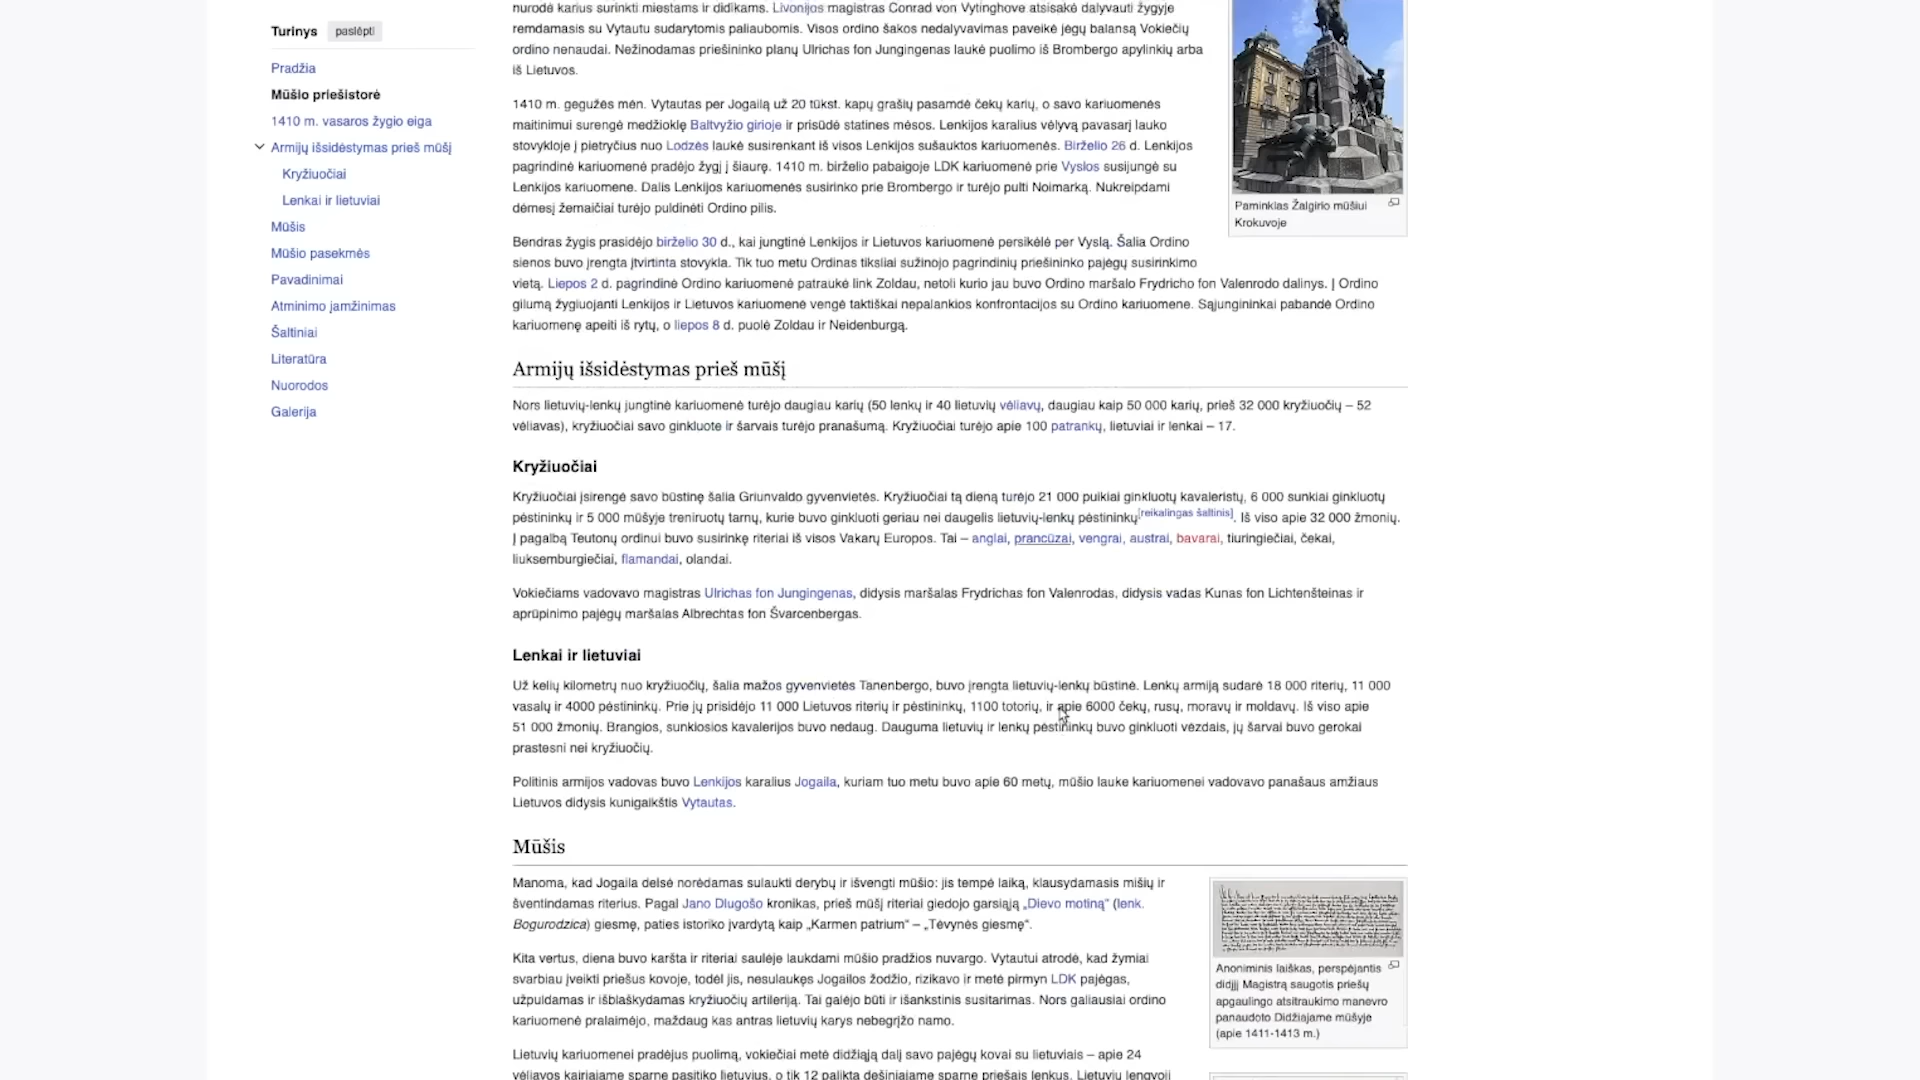 Turinys paslėpti
Pradžia
Mūšio priešistorė
1410 m. vasaros žygio eiga
Armijų išsidėstymas prieš mūšį
Kryžiuočiai
Lenkai ir lietuviai
Mūšis
Mūšio pasekmės
Pavadinimai
Atminimo įamžinimas
Šaltiniai
Literatūra
Nuorodos
Galerija
nurodė karius surinkti miestams ir didikams. Livonijos magistras Conrad von Vytinghove atsisakė dalyvauti žygyje
remdamasis su Vytautu sudarytomis paliaubomis. Visos ordino šakos nedalyvavimas paveikė jėgų balansą Vokiečių
ordino nenaudai. Nežinodamas priešininko planų Ulrichas fon Jungingenas laukė puolimo iš Brombergo apylinkių arba
iš Lietuvos.
1410 m. gegužės mėn. Vytautas per Jogailą už 20 tūkst. kapų grašių pasamdė čekų karių, o savo kariuomenės
maitinimui surengė medžioklę Baltvyžio girioje ir prisūdė statines mėsos. Lenkijos karalius vėlyvą pavasarį lauko
stovykloje į pietryčius nuo Lodzės laukė susirenkant iš visos Lenkijos sušauktos kariuomenės. Birželio 26 d. Lenkijos
pagrindinė kariuomenė pradėjo žygį į šiaurę. 1410 m. birželio pabaigoje LDK kariuomenė prie Vyslos susijungė su
Lenkijos kariuomene. Dalis Lenkijos kariuomenės susirinko prie Brombergo ir turėjo pulti Noimarką. Nukreipdami
dėmesį žemaičiai turėjo puldinėti Ordino pilis.
Bendras žygis prasidėjo birželio 30 d., kai jungtinė Lenkijos ir Lietuvos kariuomenė persikėlė per Vyslą. Šalia Ordino
sienos buvo įrengta įtvirtinta stovykla. Tik tuo metu Ordinas tiksliai sužinojo pagrindinių priešininko pajėgų susirinkimo
vietą. Liepos 2 d. pagrindinė Ordino kariuomenė patraukė link Zoldau, netoli kurio jau buvo Ordino maršalo Frydricho fon Valenrodo dalinys. Į Ordino
gilumą žygiuojanti Lenkijos ir Lietuvos kariuomenė vengė taktiškai nepalankios konfrontacijos su Ordino kariuomene. Sąjungininkai pabandė Ordino
kariuomenę apeiti iš rytų, o liepos 8 d. puolė Zoldau ir Neidenburgą.
Paminklas Žalgirio mūšiui
Krokuvoje
Armijų išsidėstymas prieš mūšį
Nors lietuvių-lenkų jungtinė kariuomenė turėjo daugiau karių (50 lenkų ir 40 lietuvių vėliavų, daugiau kaip 50 000 karių, prieš 32 000 kryžiuočių – 52
vėliavas), kryžiuočiai savo ginkluote ir šarvais turėjo pranašumą. Kryžiuočiai turėjo apie 100 patrankų, lietuviai ir lenkai – 17.
Kryžiuočiai
Kryžiuočiai įsirengė savo būstinę šalia Griunvaldo gyvenvietės. Kryžiuočiai tą dieną turėjo 21 000 puikiai ginkluotų kavaleristų, 6 000 sunkiai ginkluotų
pėstininkų ir 5 000 mūšyje treniruotų tarnų, kurie buvo ginkluoti geriau nei daugelis lietuvių-lenkų pėstininkų[reikalingas šaltinis]. Iš viso apie 32 000 žmonių.
Į pagalbą Teutonų ordinui buvo susirinkę riteriai iš visos Vakarų Europos. Tai – anglai, prancūzai, vengrai, austrai, bavarai, tiuringiečiai, čekai,
liuksemburgiečiai, flamandai, olandai.
Vokiečiams vadovavo magistras Ulrichas fon Jungingenas, didysis maršalas Frydrichas fon Valenrodas, didysis vadas Kunas fon Lichtenšteinas ir
aprūpinimo pajėgų maršalas Albrechtas fon Švarcenbergas.
Lenkai ir lietuviai
Už kelių kilometrų nuo kryžiuočių, šalia mažos gyvenvietės Tanenbergo, buvo įrengta lietuvių-lenkų būstinė. Lenkų armiją sudarė 18 000 riterių, 11 000
vasalų ir 4000 pėstininkų. Prie jų prisidėjo 11 000 Lietuvos riterių ir pėstininkų, 1100 totorių, ir apie 6000 čekų, rusų, moravų ir moldavų. Iš viso apie
51 000 žmonių. Brangios, sunkiosios kavalerijos buvo nedaug. Dauguma lietuvių ir lenkų pėstininkų buvo ginkluoti vėzdais, jų šarvai buvo gerokai
prastesni nei kryžiuočių.
Politinis armijos vadovas buvo Lenkijos karalius Jogaila, kuriam tuo metu buvo apie 60 metų, mūšio lauke kariuomenei vadovavo panašaus amžiaus
Lietuvos didysis kunigaikštis Vytautas.
Mūšis
Manoma, kad Jogaila delsė norėdamas sulaukti derybų ir išvengti mūšio: jis tempė laiką, klausydamasis mišių ir
šventindamas riterius. Pagal Jano Dlugošo kronikas, prieš mūšį riteriai giedojo garsiąją „Dievo motiną“ (lenk.
Bogurodzica) giesmę, paties istoriko įvardytą kaip „Karmen patrium“ – „Tėvynės giesmę“.
Kita vertus, diena buvo karšta ir riteriai saulėje laukdami mūšio pradžios nuvargo. Vytautui atrodė, kad žymiai
svarbiau įveikti priešus kovoje, todėl jis, nesulaukęs Jogailos žodžio, rizikavo ir metė pirmyn LDK pajėgas,
užpuldamas ir išblaškydamas kryžiuočių artileriją. Tai galėjo būti ir išankstinis susitarimas. Nors galiausiai ordino
kariuomenė pralaimėjo, maždaug kas antras lietuvių karys nebegrįžo namo.
Lietuvių kariuomenei pradėjus puolimą, vokiečiai metė didžiąją dalį savo pajėgų kovai su lietuviais – apie 24
vėliavos kairiajame sparne pasitiko lietuvius, o tik 12 palikta dešiniajame sparne priešais lenkus. Lietuvių lengvoji
Anoniminis laiškas, perspėjantis
didįjį Magistrą saugotis priešų
apgaulingo atsitraukimo manevro
panaudoto Didžiajame mūšyje
(apie 1411-1413 m.)